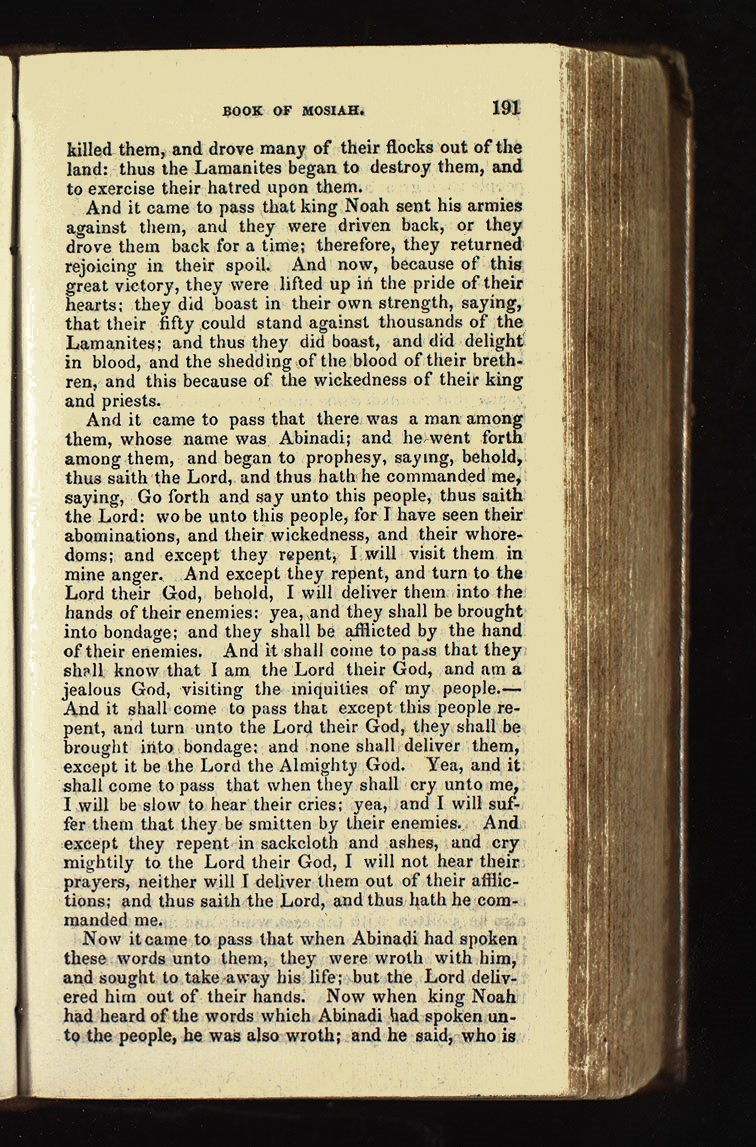 BOOK OF MOSIAH. 191
killed them, and drove many of their flocks out of the
land: thus the Lamanites began to destroy them, and
to exercise their hatred upon them.
And it came to pass that king Noah sent his armies
against them, and they were driven back, or they
drove them back for a time; therefore, they returned
rejoicing in their spoil. And now, because of this
great victory, they were lifted up in the pride of their
hearts; they did boast in their own strength, saying,
that their fifty could stand against thousands of the
Lamanites; and thus they did boast, and did delight
in blood, and the shedding of the blood of their breth-
ren, and this because of the wickedness of their king
and priests.
And it came to pass that there was a man among
them, whose name was Abinadi; and he went forth
among them, and began to prophesy, saying, behold,
thus saith the Lord, and thus hath he commanded me,
saying, Go forth and say unto this people, thus saith
the Lord: wo be unto this people, for I have seen their
abominations, and their wickedness, and their whore-
doms; and except they repent, I will visit them in
mine anger. And except they repent, and turn to the
Lord their God, behold, I will deliver them into the
hands of their enemies: yea, and they shall be brought
into bondage; and they shall be afflicted by the hand
of their enemies. And it shall come to pass that they
shall know that I am the Lord their God, and am a
jealous God, visiting the iniquities of my people.—
And it shall come to pass that except this people re-
pent, and turn unto the Lord their God, they shall be
brought into bondage; and none shall deliver them,
except it be the Lord the Almighty God. Yea, and it
shall come to pass that when they shall cry unto me,
I will be slow to hear their cries; yea, and I will suf-
fer them that they be smitten by their enemies. And
except they repent in sackcloth and ashes, and cry
mightily to the Lord their God, I will not hear their
prayers, neither will I deliver them out of their afflic-
tions; and thus saith the Lord, and thus hath he com-
manded me.
Now it came to pass that when Abinadi had spoken
these words unto them, they were wroth with him,
and sought to take away his life; but the Lord deliv-
ered him out of their hands. Now when king Noah
had heard of the words which Abinadi had spoken un-
to the people, he was also wroth; and he said, who is